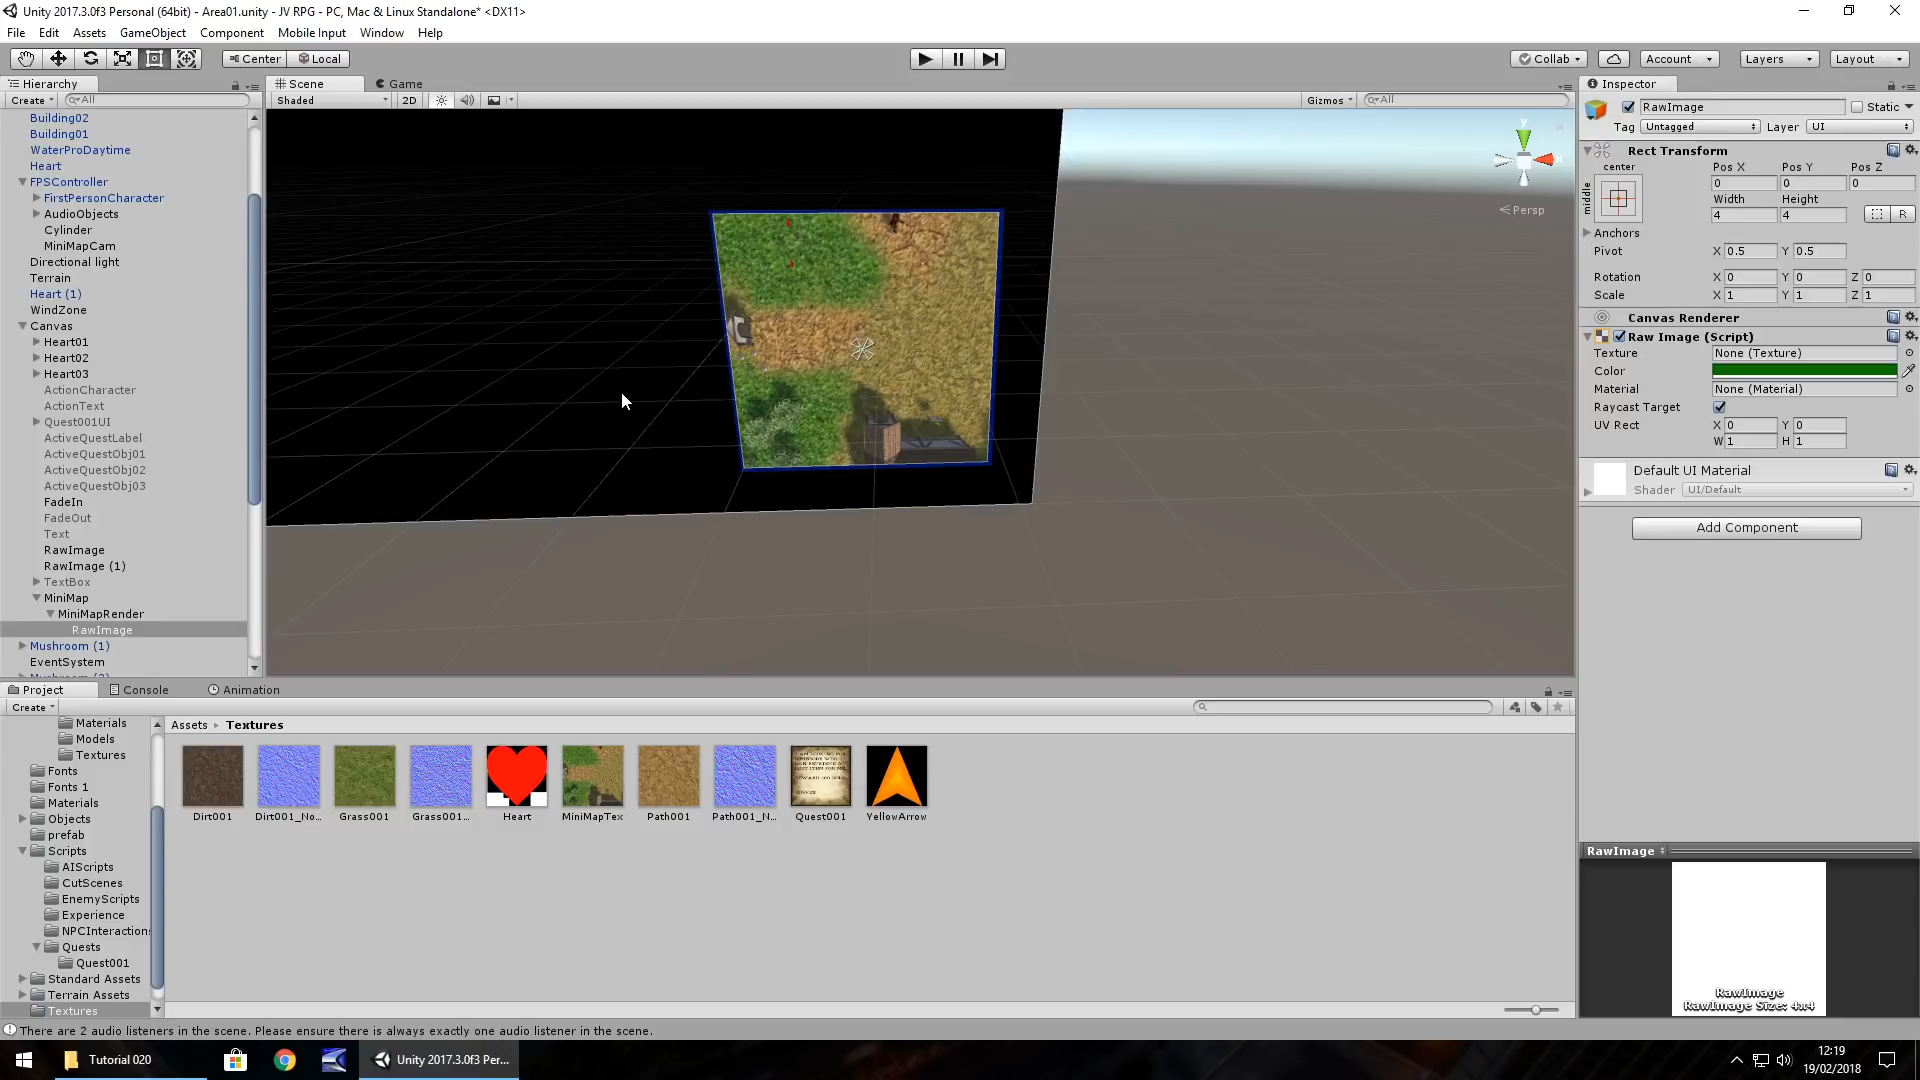 Unity 2017.3.0f3 Personal (64bit) - Area01.unity - JV RPG - PC, Mac & Linux Standalone* <DX11>
File Edit Assets GameObject Component Mobile Input Window Help
Center Local
Collab Account Layers Layout
Hierarchy
Create All
Building02
Building01
WaterProDaytime
Heart
FPSController
FirstPersonCharacter
AudioObjects
Cylinder
MiniMapCam
Directional light
Terrain
Heart (1)
WindZone
Canvas
Heart01
Heart02
Heart03
ActionCharacter
ActionText
Quest001UI
ActiveQuestLabel
ActiveQuestObj01
ActiveQuestObj02
ActiveQuestObj03
FadeIn
FadeOut
Text
RawImage
RawImage (1)
TextBox
MiniMap
MiniMapRender
RawImage
Mushroom (1)
EventSystem
Scene Game
Shaded 2D Gizmos All
y
x
Persp
Inspector
RawImage Static
Tag Untagged Layer UI
Rect Transform
center
middle
Pos X Pos Y Pos Z
0 0 0
Width Height
4 4 R
Anchors
Pivot X 0.5 Y 0.5
Rotation X 0 Y 0 Z 0
Scale X 1 Y 1 Z 1
Canvas Renderer
Raw Image (Script)
Texture None (Texture)
Color
Material None (Material)
Raycast Target
UV Rect X 0 Y 0
W 1 H 1
Default UI Material
Shader UI/Default
Add Component
RawImage
RawImage
RawImage Size: 4x4
Project Console Animation
Create
Materials
Models
Textures
Fonts
Fonts 1
Materials
Objects
prefab
Scripts
AIScripts
CutScenes
EnemyScripts
Experience
NPCInteractions
Quests
Quest001
Standard Assets
Terrain Assets
Textures
Assets Textures
Dirt001 Dirt001_No... Grass001 Grass001... Heart MiniMapTex Path001 Path001_N... Quest001 YellowArrow
There are 2 audio listeners in the scene. Please ensure there is always exactly one audio listener in the scene.
Tutorial 020
Unity 2017.3.0f3 Per...
12:19
19/02/2018